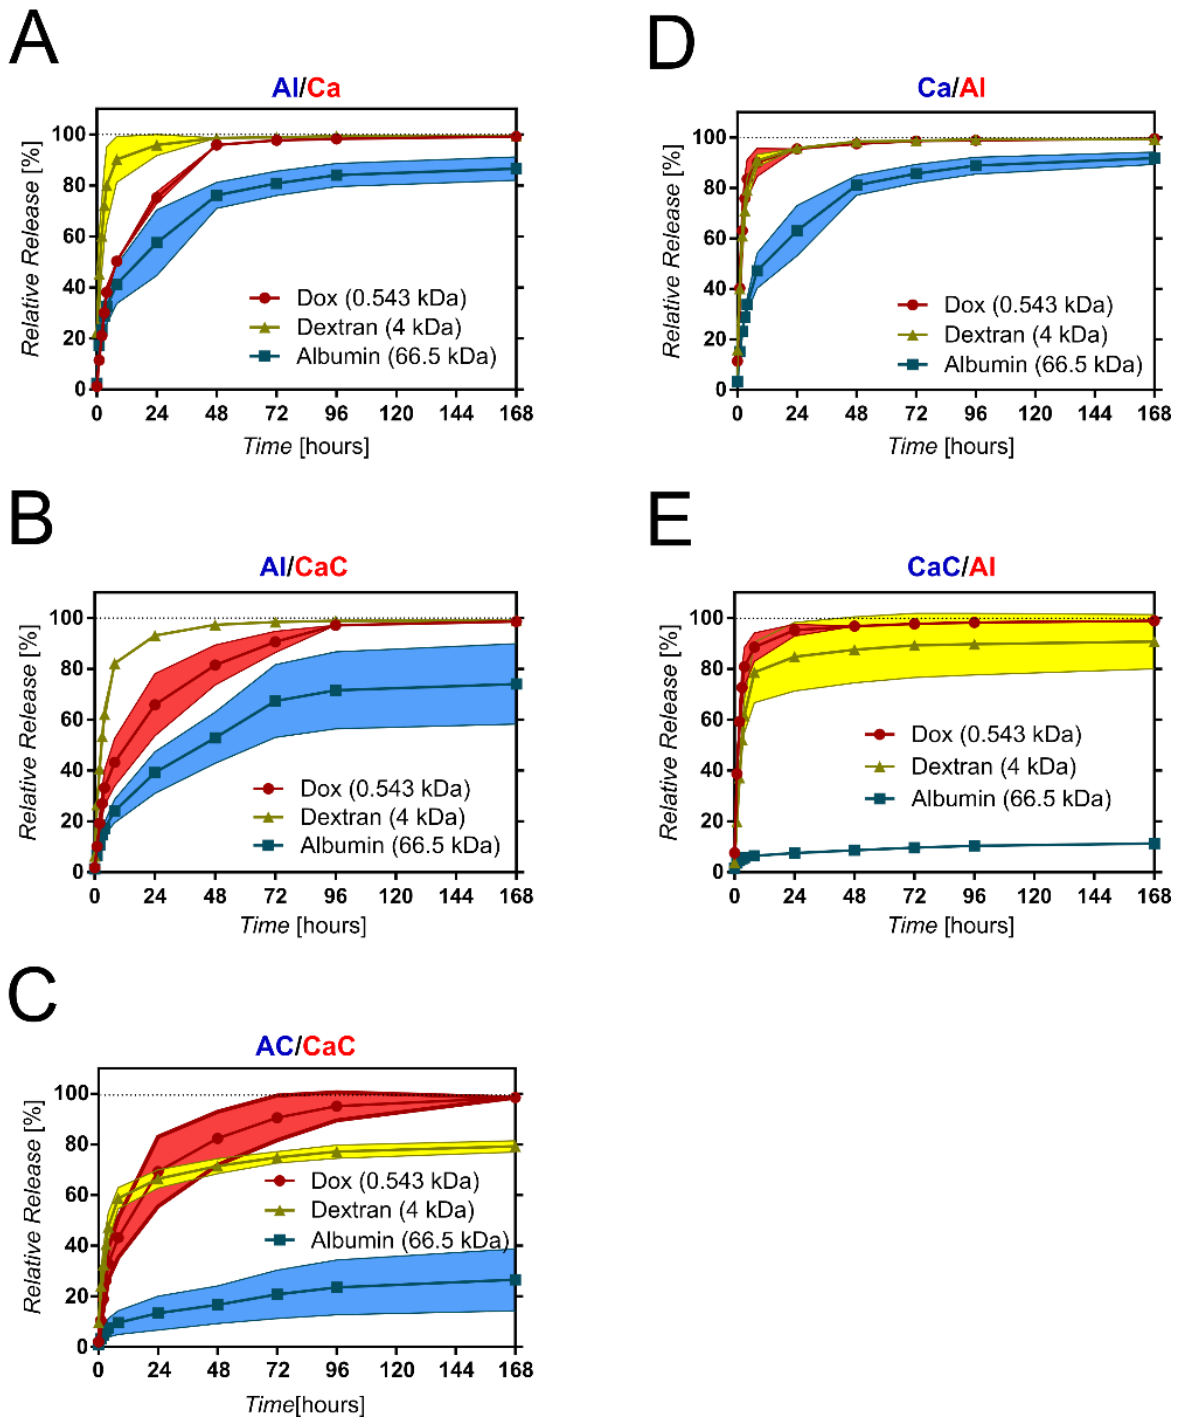 A
Al/Ca
Relative Release [%]
100
80
60
40
20
0
Dox (0.543 kDa)
Dextran (4 kDa)
Albumin (66.5 kDa)
0 24 48 72 96 120 144 168
Time [hours]
D
Ca/Al
Relative Release [%]
100
80
60
40
20
0
Dox (0.543 kDa)
Dextran (4 kDa)
Albumin (66.5 kDa)
0 24 48 72 96 120 144 168
Time [hours]
B
Al/CaC
Relative Release [%]
100
80
60
40
20
0
Dox (0.543 kDa)
Dextran (4 kDa)
Albumin (66.5 kDa)
0 24 48 72 96 120 144 168
Time [hours]
E
CaC/Al
Relative Release [%]
100
80
60
40
20
0
Dox (0.543 kDa)
Dextran (4 kDa)
Albumin (66.5 kDa)
0 24 48 72 96 120 144 168
Time [hours]
C
AC/CaC
Relative Release [%]
100
80
60
40
20
0
Dox (0.543 kDa)
Dextran (4 kDa)
Albumin (66.5 kDa)
0 24 48 72 96 120 144 168
Time[hours]